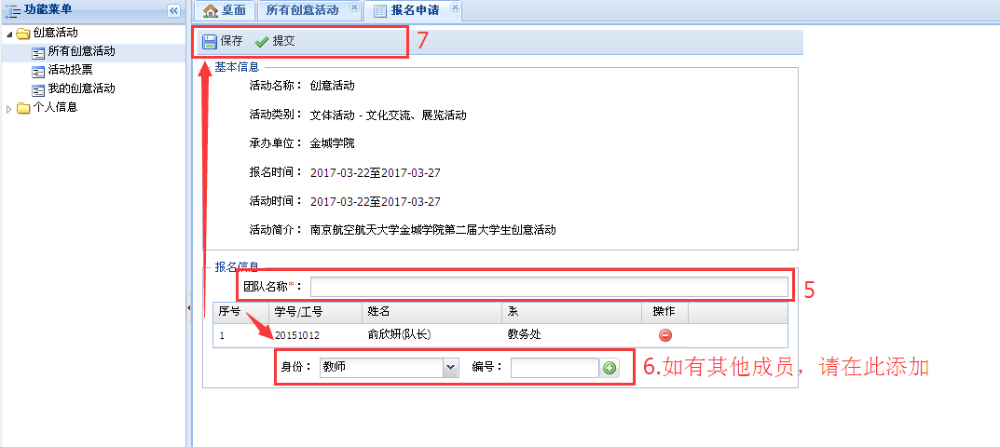 功能菜单
桌面 所有创意活动 报名申请
创意活动
所有创意活动
活动投票
我的创意活动
个人信息
保存 提交 7
基本信息
活动名称： 创意活动
活动类别： 文体活动 - 文化交流、展览活动
承办单位： 金城学院
报名时间： 2017-03-22至2017-03-27
活动时间： 2017-03-22至2017-03-27
活动简介： 南京航空航天大学金城学院第二届大学生创意活动
报名信息
团队名称*： 5
序号 学号/工号 姓名 系 操作
1 20151012 俞欣妍(队长) 教务处
身份： 教师 编号： 6.如有其他成员，请在此添加